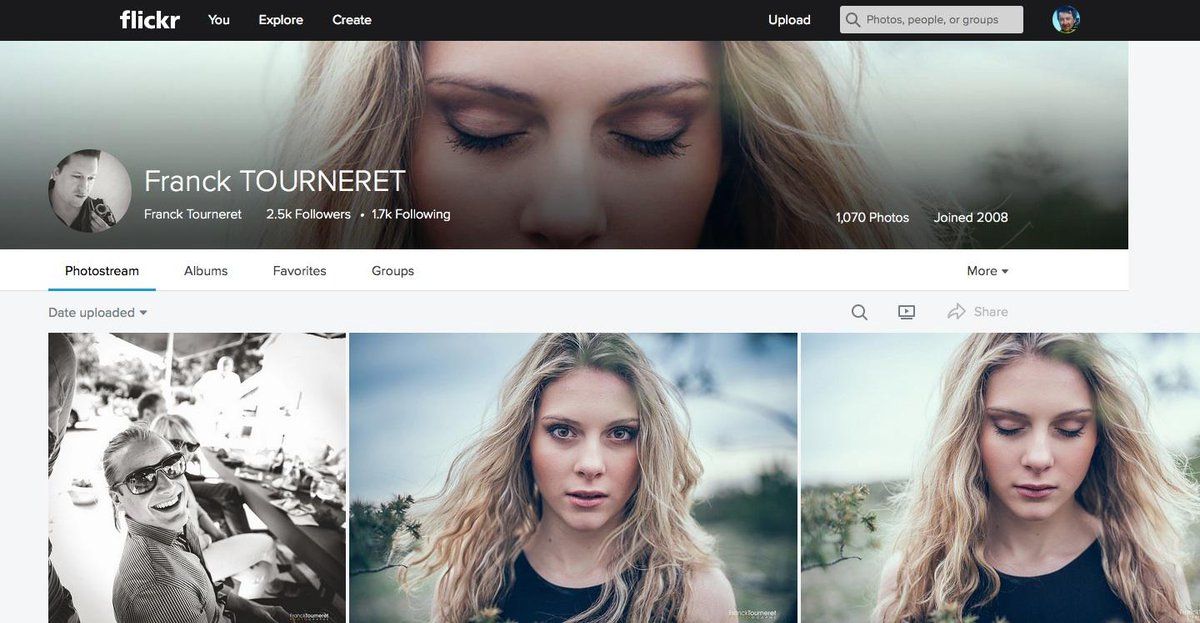 flickr You Explore Create Upload Photos, people, or groups
Franck TOURNERET
Franck Tourneret 2.5k Followers • 1.7k Following 1,070 Photos Joined 2008
Photostream Albums Favorites Groups More
Date uploaded Share
FranckTourneret
FranckTourneret